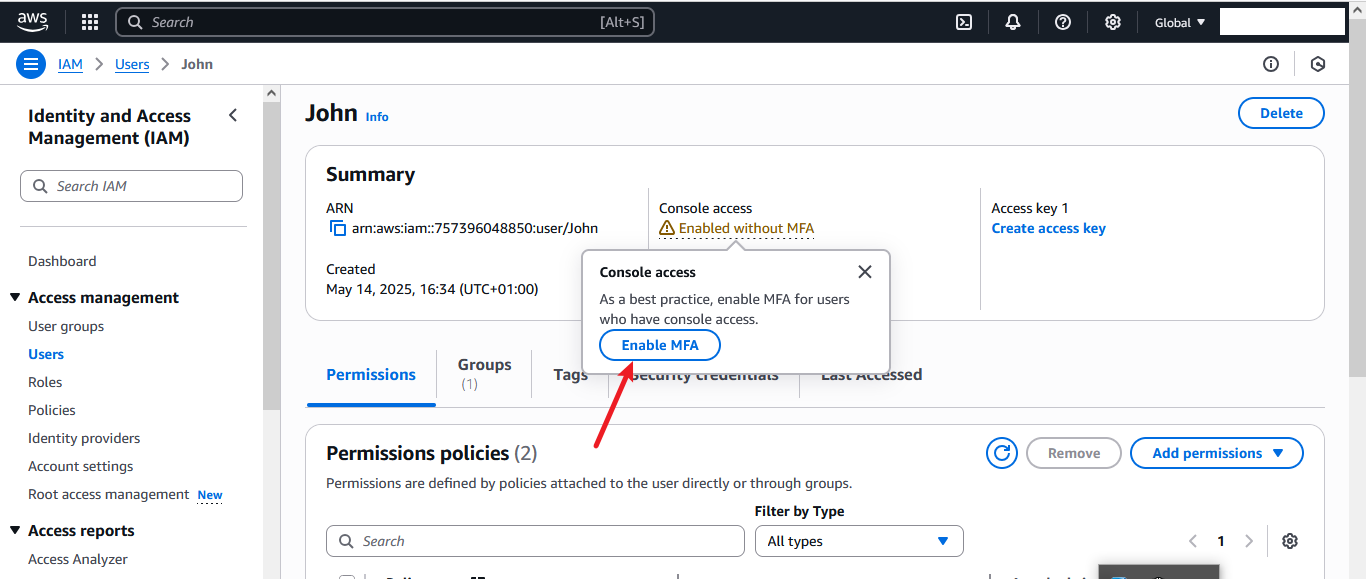 aws
Search [Alt+S]
Global
IAM > Users > John
Identity and Access
Management (IAM)
Search IAM
Dashboard
Access management
User groups
Users
Roles
Policies
Identity providers
Account settings
Root access management New
Access reports
Access Analyzer
John Info
Delete
Summary
ARN
arn:aws:iam::757396048850:user/John
Created
May 14, 2025, 16:34 (UTC+01:00)
Console access
Enabled without MFA
Access key 1
Create access key
Console access
As a best practice, enable MFA for users
who have console access.
Enable MFA
Permissions
Groups
(1)
Tags
Security credentials
Last Accessed
Permissions policies (2)
Remove
Add permissions
Permissions are defined by policies attached to the user directly or through groups.
Filter by Type
Search
All types
1